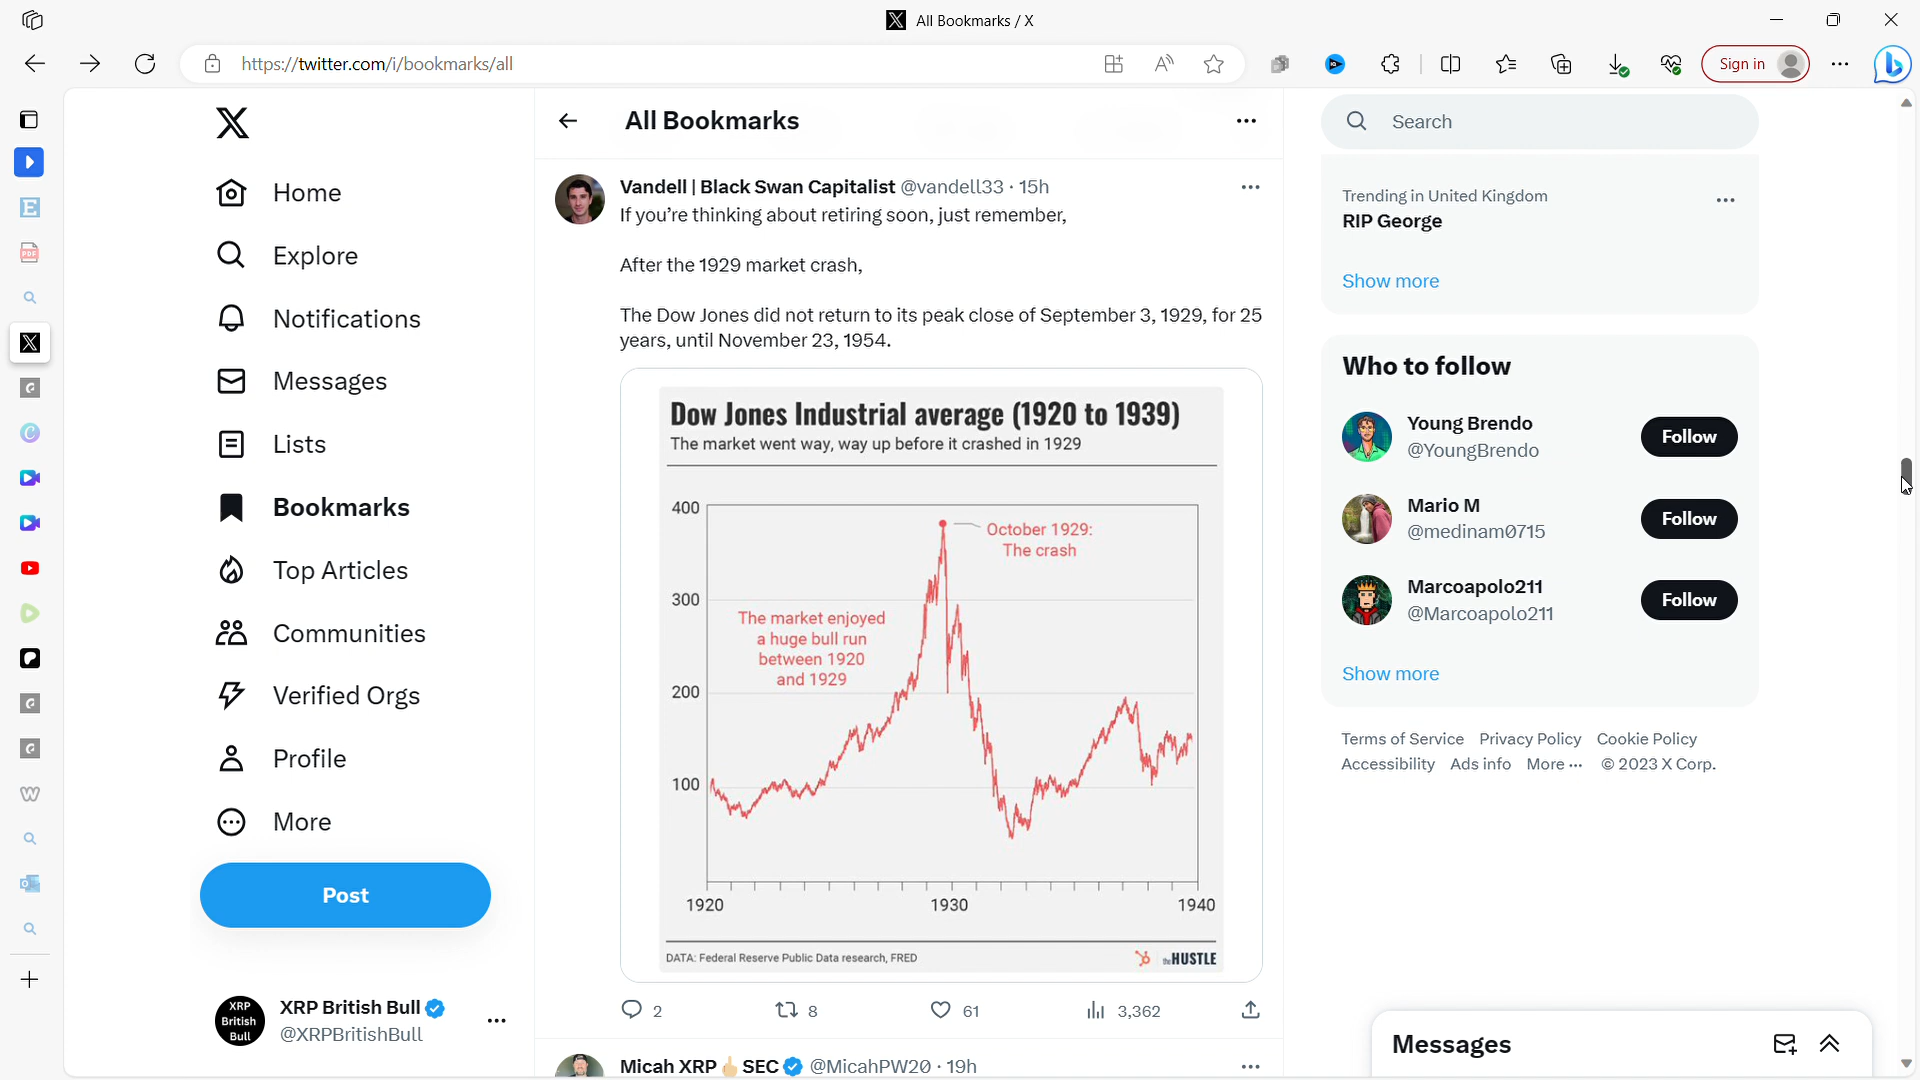 All Bookmarks / X
https://twitter.com/i/bookmarks/all
Sign in
Home
Explore
Notifications
Messages
Lists
Bookmarks
Top Articles
Communities
Verified Orgs
Profile
More
Post
XRP
British
Bull
XRP British Bull
@XRPBritishBull
All Bookmarks
Vandell | Black Swan Capitalist @vandell33 · 15h
If you’re thinking about retiring soon, just remember,
After the 1929 market crash,
The Dow Jones did not return to its peak close of September 3, 1929, for 25
years, until November 23, 1954.
Dow Jones Industrial average (1920 to 1939)
The market went way, way up before it crashed in 1929
400
300
200
100
October 1929:
The crash
The market enjoyed
a huge bull run
between 1920
and 1929
1920
1930
1940
DATA: Federal Reserve Public Data research, FRED
the HUSTLE
2
8
61
3,362
Micah XRP🖕🏼SEC @MicahPW20 · 19h
Search
Trending in United Kingdom
RIP George
Show more
Who to follow
Young Brendo
@YoungBrendo
Follow
Mario M
@medinam0715
Follow
Marcoapolo211
@Marcoapolo211
Follow
Show more
Terms of Service Privacy Policy Cookie Policy
Accessibility Ads info More ··· © 2023 X Corp.
Messages